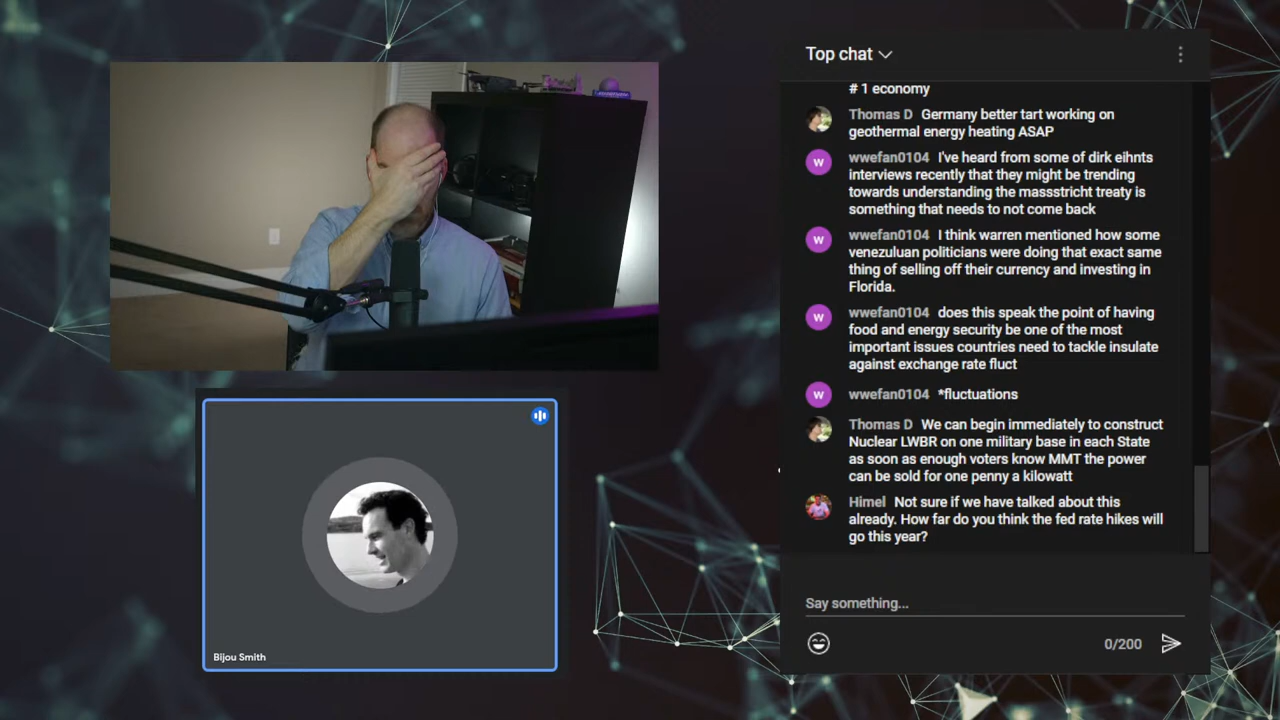 Top chat
# 1 economy
Thomas D Germany better tart working on
geothermal energy heating ASAP
W
wwefan0104 I've heard from some of dirk eihnts
interviews recently that they might be trending
towards understanding the massstricht treaty is
something that needs to not come back
W
wwefan0104 I think warren mentioned how some
venezuluan politicians were doing that exact same
thing of selling off their currency and investing in
Florida.
W
wwefan0104 does this speak the point of having
food and energy security be one of the most
important issues countries need to tackle insulate
against exchange rate fluct
W
wwefan0104 *fluctuations
Thomas D We can begin immediately to construct
Nuclear LWBR on one military base in each State
as soon as enough voters know MMT the power
can be sold for one penny a kilowatt
Himel Not sure if we have talked about this
already. How far do you think the fed rate hikes will
go this year?
Say something...
0/200
Bijou Smith